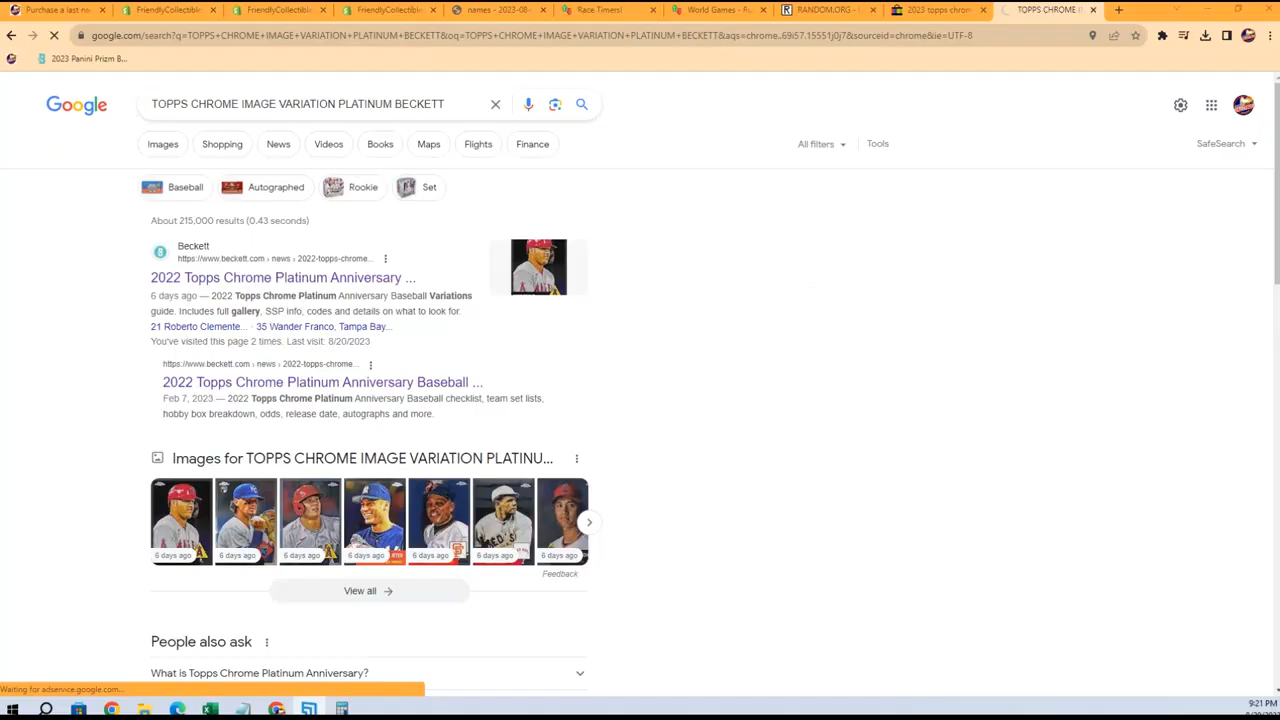 Purchase a last n
FriendlyCollectible
FriendlyCollectible
FriendlyCollectible
names - 2023-08-
Race Timers!
World Games - Ru
RANDOM.ORG -
2023 topps chrom
TOPPS CHROME I
google.com/search?q=TOPPS+CHROME+IMAGE+VARIATION+PLATINUM+BECKETT&oq=TOPPS+CHROME+IMAGE+VARIATION+PLATINUM+BECKETT&aqs=chrome..69i57.15551j0j7&sourceid=chrome&ie=UTF-8
2023 Panini Prizm B...
Google
TOPPS CHROME IMAGE VARIATION PLATINUM BECKETT
Images Shopping News Videos Books Maps Flights Finance
All filters Tools SafeSearch
Baseball Autographed Rookie Set
About 215,000 results (0.43 seconds)
Beckett
https://www.beckett.com › news › 2022-topps-chrome...
2022 Topps Chrome Platinum Anniversary ...
6 days ago — 2022 Topps Chrome Platinum Anniversary Baseball Variations
guide. Includes full gallery, SSP info, codes and details on what to look for.
21 Roberto Clemente... · 35 Wander Franco, Tampa Bay...
You've visited this page 2 times. Last visit: 8/20/2023
https://www.beckett.com › news › 2022-topps-chrome...
2022 Topps Chrome Platinum Anniversary Baseball ...
Feb 7, 2023 — 2022 Topps Chrome Platinum Anniversary Baseball checklist, team set lists,
hobby box breakdown, odds, release date, autographs and more.
Images for TOPPS CHROME IMAGE VARIATION PLATINU...
6 days ago 6 days ago 6 days ago 6 days ago 6 days ago 6 days ago 6 days ago
Feedback
View all
People also ask
What is Topps Chrome Platinum Anniversary?
Waiting for adservice.google.com...
9:21 PM